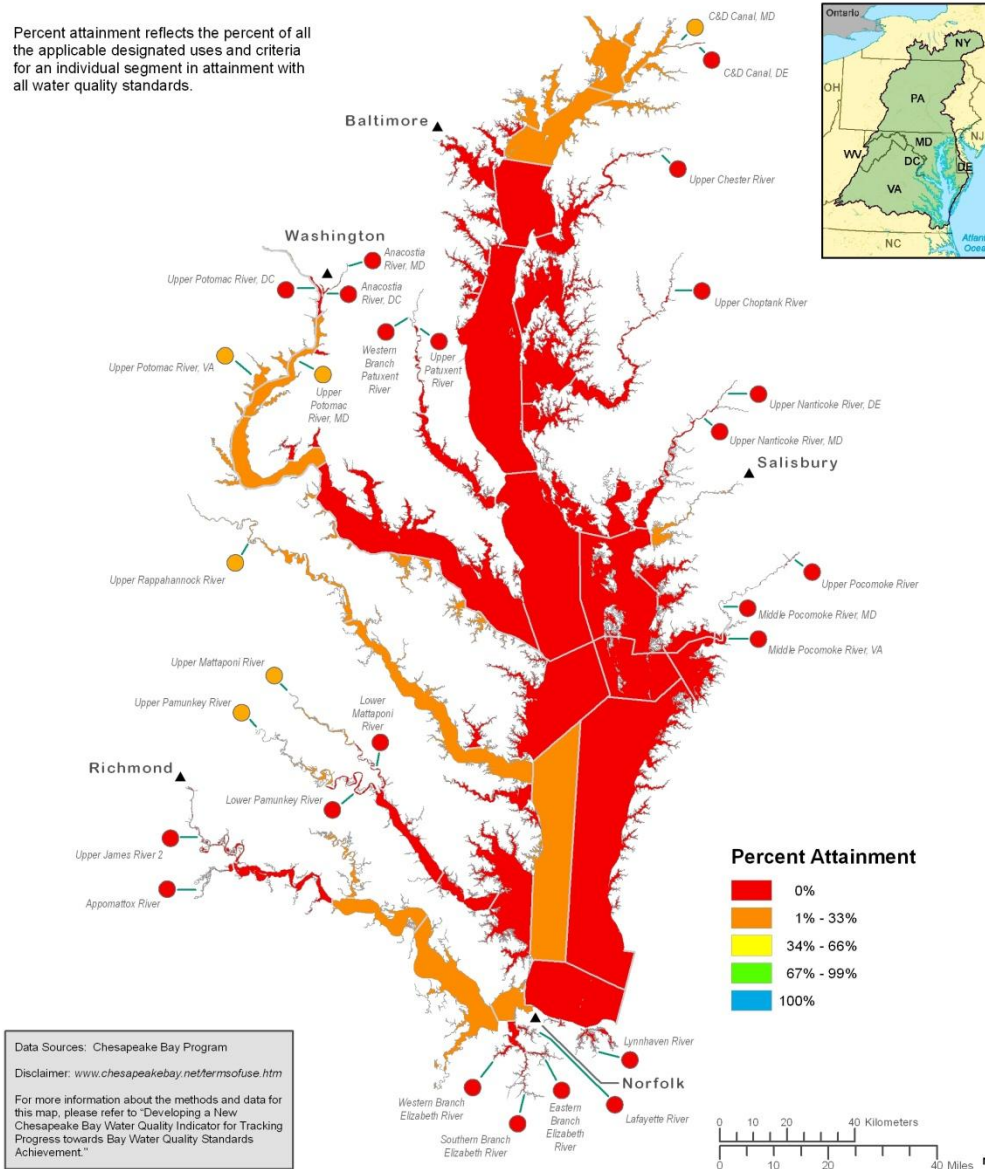 Percent attainment reflects the percent of all
the applicable designated uses and criteria
for an individual segment in attainment with
all water quality standards.
C&D Canal, MD
C&D Canal, DE
Ontario
NY
OH
PA
NJ
MD
WV
DC
DE
VA
NC
Atlantic
Ocean
Baltimore
Upper Chester River
Washington
Anacostia
River, MD
Upper Potomac River, DC
Anacostia
River, DC
Upper Choptank River
Western
Branch
Patuxent
River
Upper
Patuxent
River
Upper Potomac River, VA
Upper
Potomac
River, MD
Upper Nanticoke River, DE
Upper Nanticoke River, MD
Salisbury
Upper Rappahannock River
Upper Pocomoke River
Middle Pocomoke River, MD
Middle Pocomoke River, VA
Upper Mattaponi River
Upper Pamunkey River
Lower
Mattaponi
River
Richmond
Lower Pamunkey River
Upper James River 2
Appomattox River
Percent Attainment
0%
1% - 33%
34% - 66%
67% - 99%
100%
Lynnhaven River
Norfolk
Lafayette River
Western Branch
Elizabeth River
Southern Branch
Elizabeth River
Eastern
Branch
Elizabeth
River
Data Sources: Chesapeake Bay Program
Disclaimer: www.chesapeakebay.net/termsofuse.htm
For more information about the methods and data for
this map, please refer to "Developing a New
Chesapeake Bay Water Quality Indicator for Tracking
Progress towards Bay Water Quality Standards
Achievement."
0 10 20 40 Kilometers
0 10 20 40 Miles